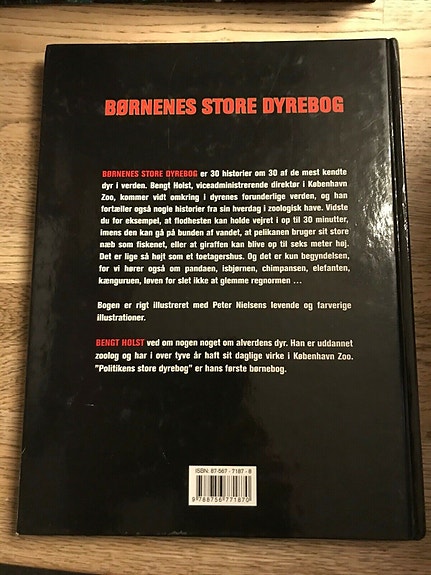 BØRNENES STORE DYREBOG
BØRNENES STORE DYREBOG er 30 historier om 30 af de mest kendte
dyr i verden. Bengt Holst, viceadministrerende direktør i København
Zoo, kommer vidt omkring i dyrenes forunderlige verden, og han
fortæller også nogle historier fra sin hverdag i zoologisk have. Vidste
du for eksempel, at flodhesten kan holde vejret i op til 30 minutter,
imens den kan gå på bunden af vandet, at pelikanen bruger sit store
næb som fiskenet, eller at giraffen kan blive op til seks meter høj.
Det er lige så højt som et toetagershus. Og det er kun begyndelsen,
for vi hører også om pandaen, isbjørnen, chimpansen, elefanten,
kænguruen, løven for slet ikke at glemme regnormen ...
Bogen er rigt illustreret med Peter Nielsens levende og farverige
illustrationer.
BENGT HOLST ved om nogen noget om alverdens dyr. Han er uddannet
zoolog og har i over tyve år haft sit daglige virke i København Zoo.
"Politikens store dyrebog" er hans første børnebog.
ISBN: 87-567-7187-8
9 788756 771870